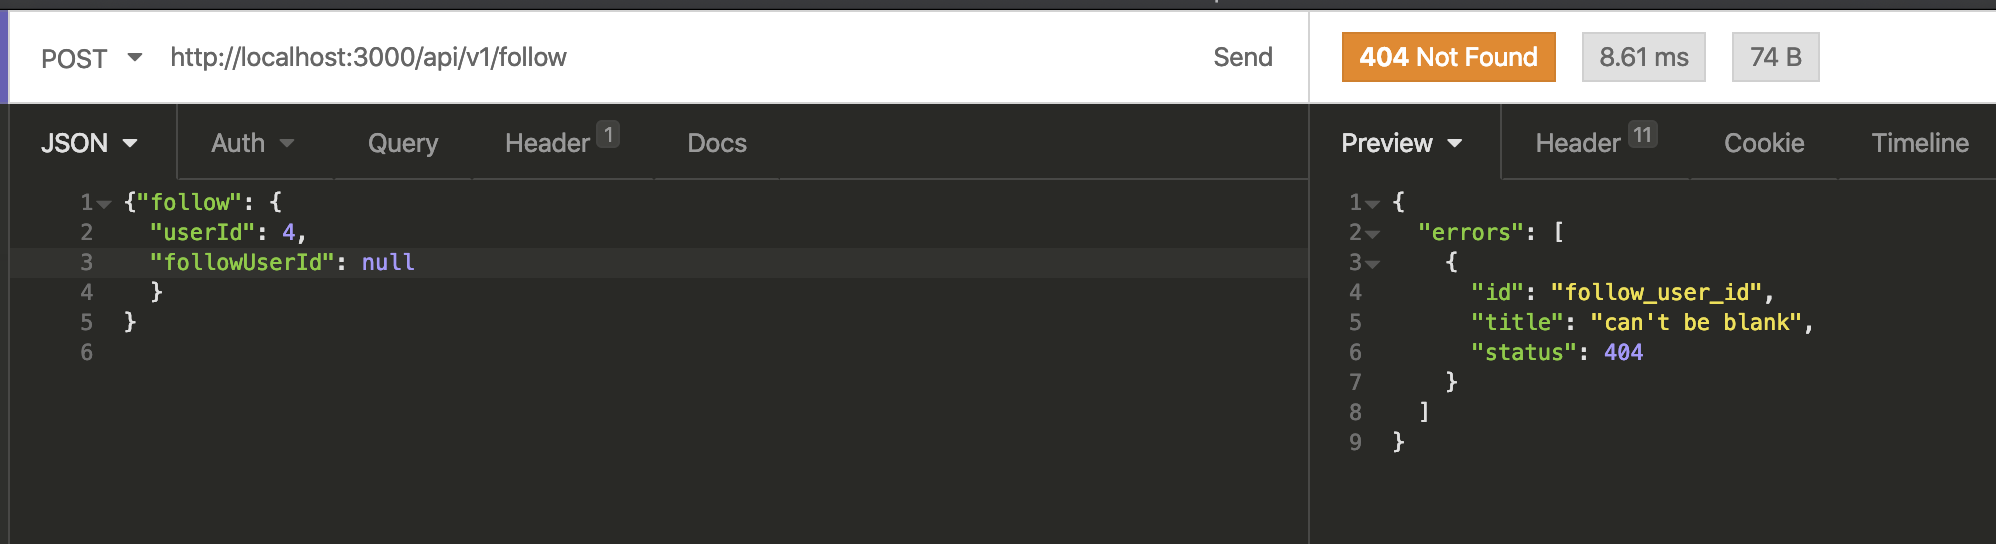 POST http://localhost:3000/api/v1/follow Send 404 Not Found 8.61 ms 74 B
JSON Auth Query Header 1 Docs
1 {"follow": {
2 "userId": 4,
3 "followUserId": null
4 }
5 }
6
Preview Header 11 Cookie Timeline
1 {
2 "errors": [
3 {
4 "id": "follow_user_id",
5 "title": "can't be blank",
6 "status": 404
7 }
8 ]
9 }